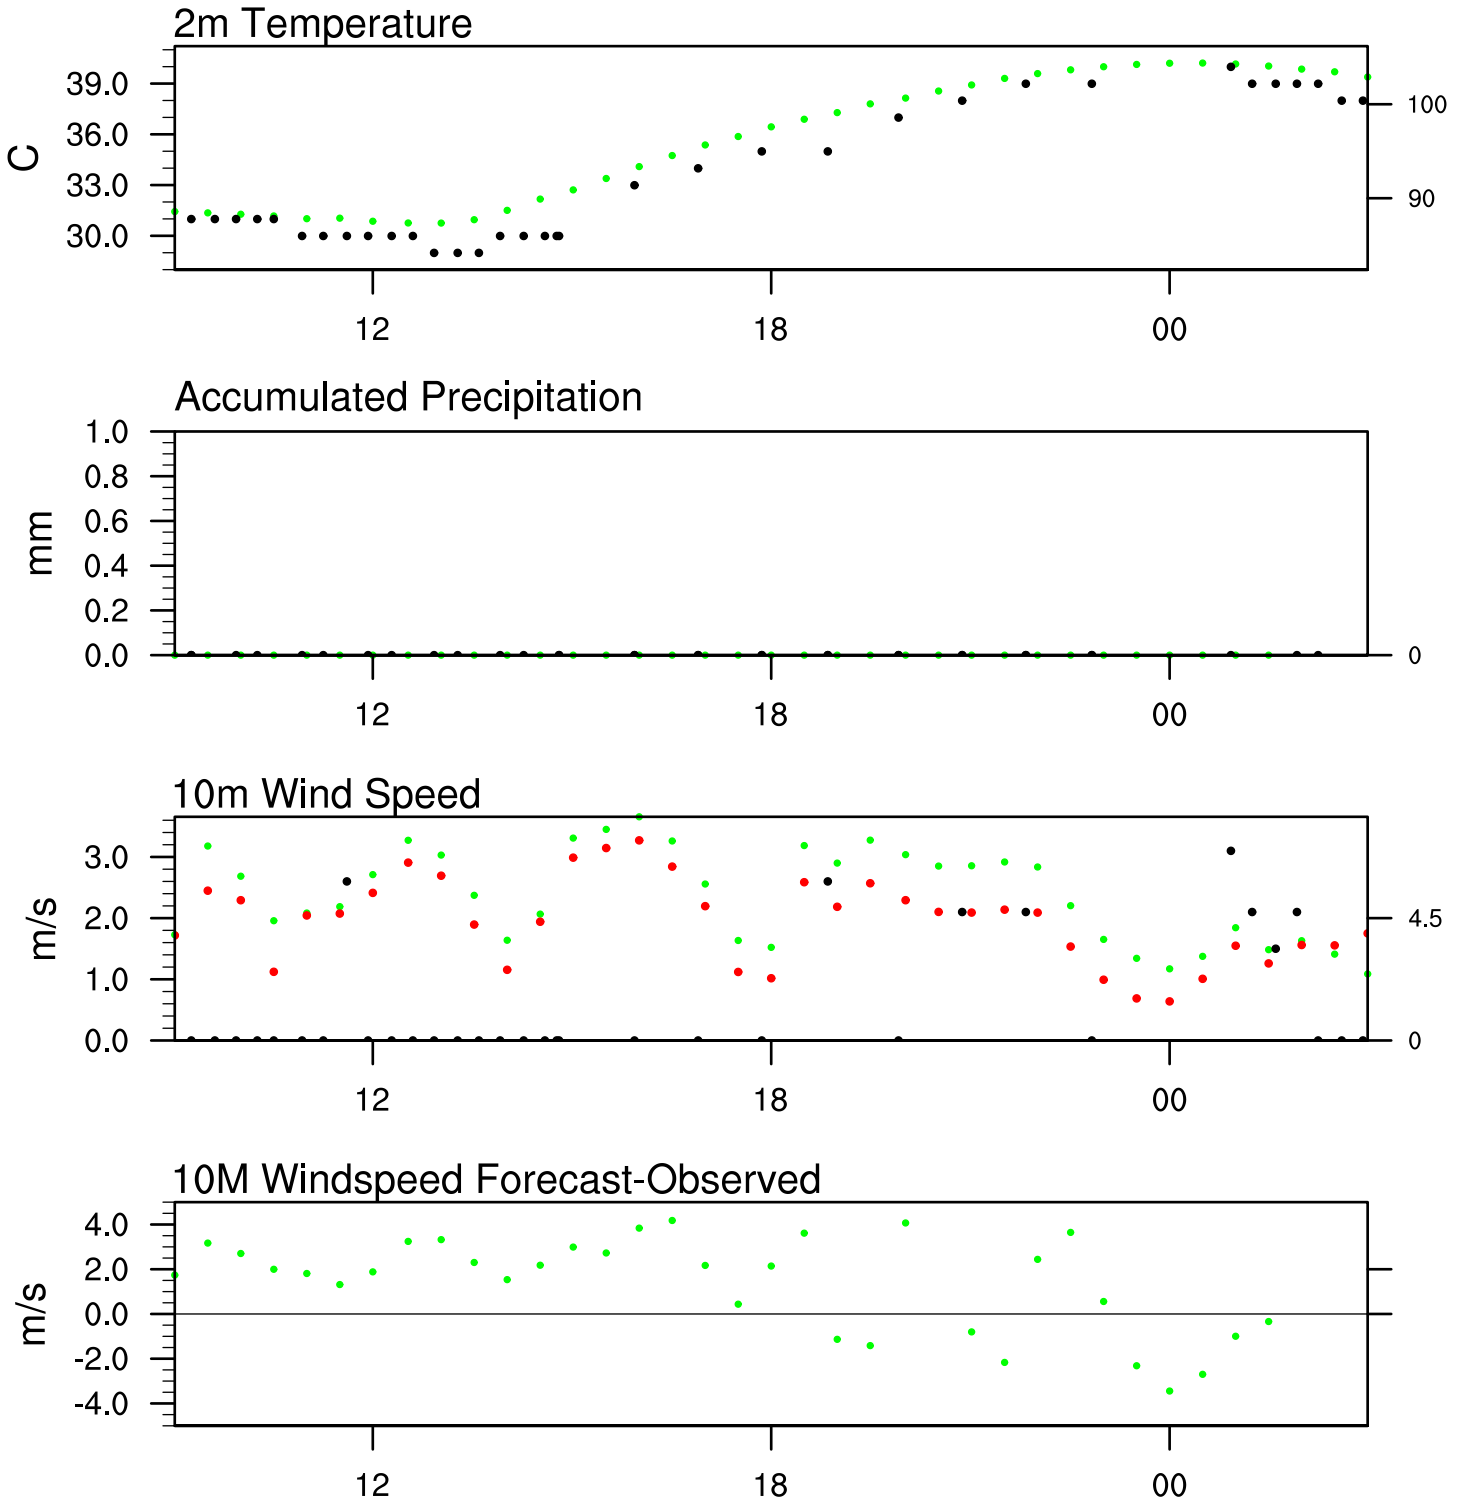 2m Temperature
39.0
36.0
33.0
30.0
C
100
90
12 18 00
Accumulated Precipitation
1.0
0.8
0.6
0.4
0.2
0.0
mm
0
12 18 00
10m Wind Speed
3.0
2.0
1.0
0.0
m/s
4.5
0
12 18 00
10M Windspeed Forecast-Observed
4.0
2.0
0.0
-2.0
-4.0
m/s
12 18 00